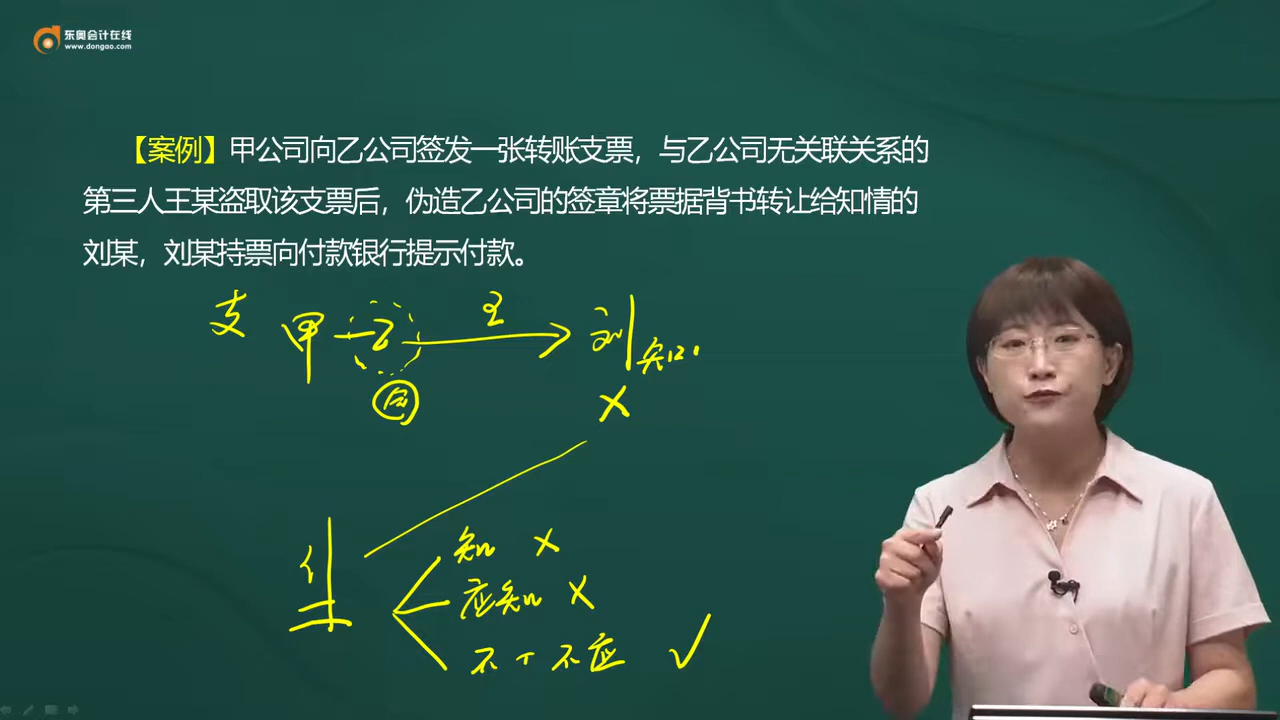 东奥会计在线
www.dongao.com
【案例】甲公司向乙公司签发一张转账支票，与乙公司无关联关系的
第三人王某盗取该支票后，伪造乙公司的签章将票据背书转让给知情的
刘某，刘某持票向付款银行提示付款。
支 甲 乙 王 刘 知
X
知 X
应知 X
不 + 不应 ✓